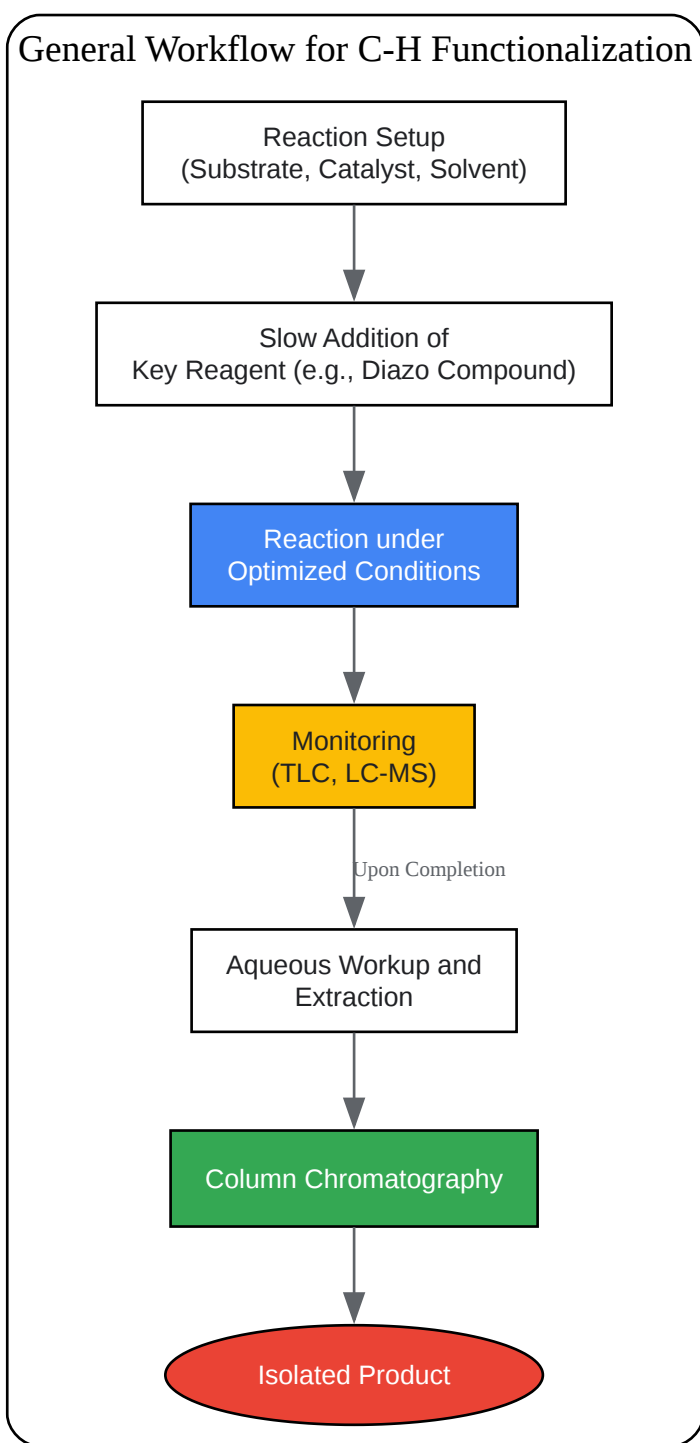 General Workflow for C-H Functionalization
Reaction Setup
(Substrate, Catalyst, Solvent)
Slow Addition of
Key Reagent (e.g., Diazo Compound)
Reaction under
Optimized Conditions
Monitoring
(TLC, LC-MS)
Upon Completion
Aqueous Workup and
Extraction
Column Chromatography
Isolated Product